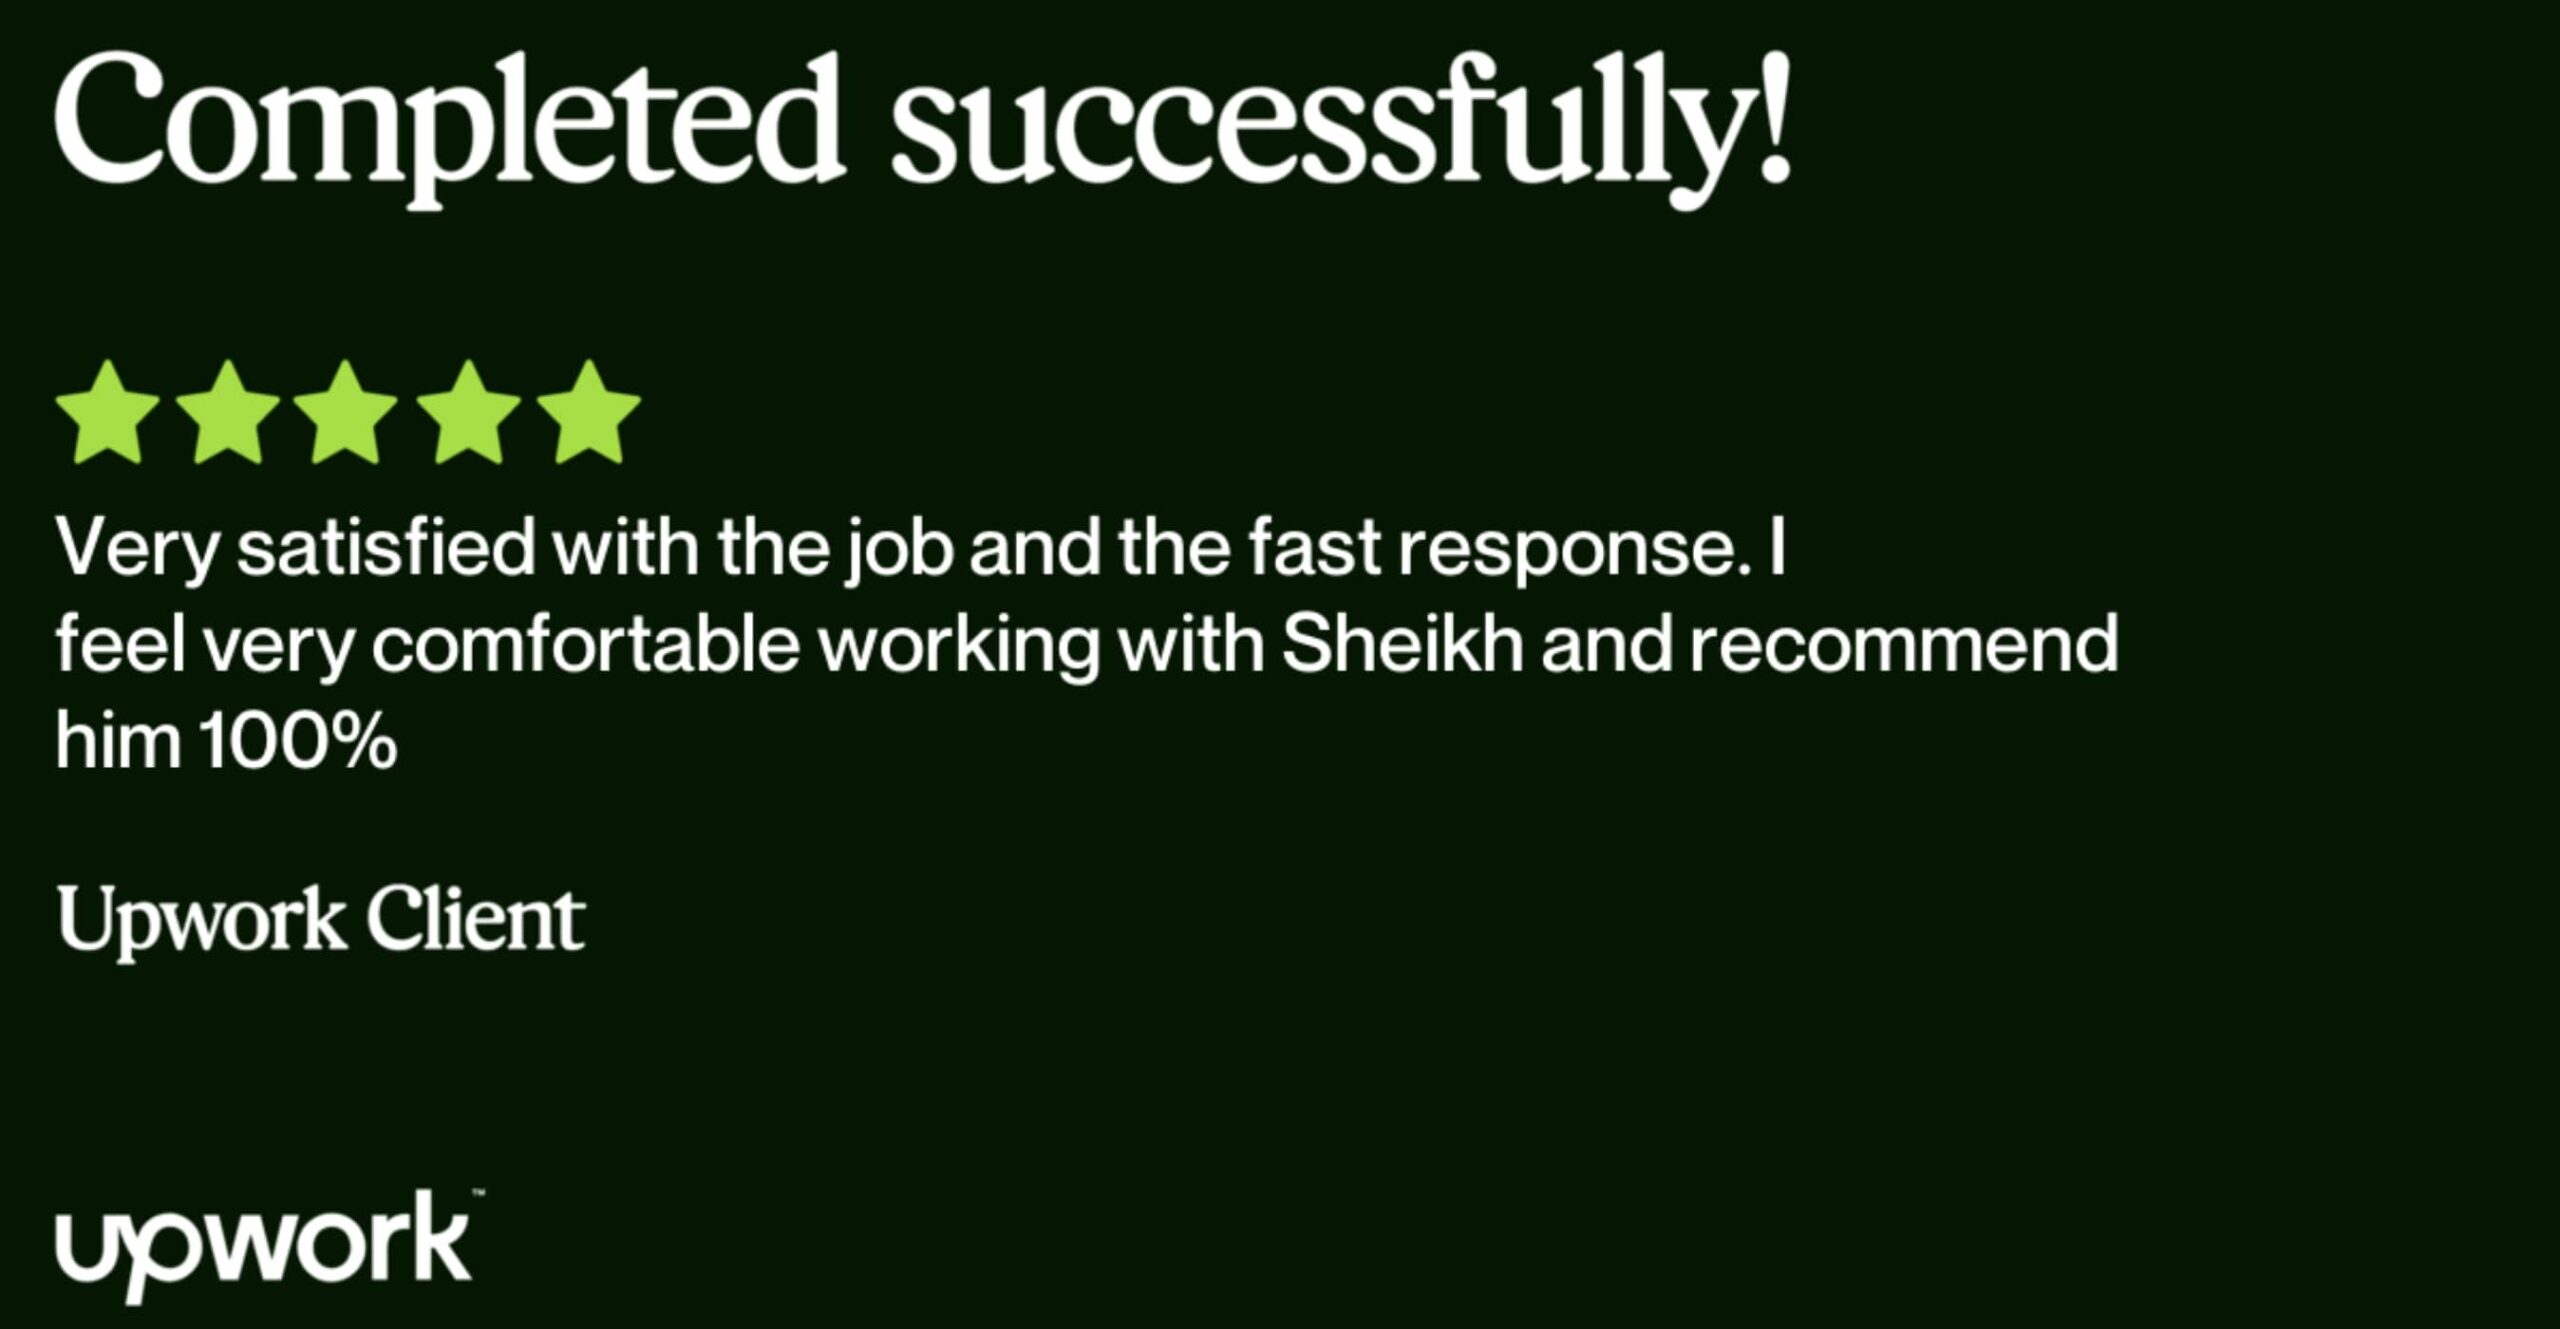 Completed successfully!
Very satisfied with the job and the fast response. I
feel very comfortable working with Sheikh and recommend
him 100%
Upwork Client
upwork™